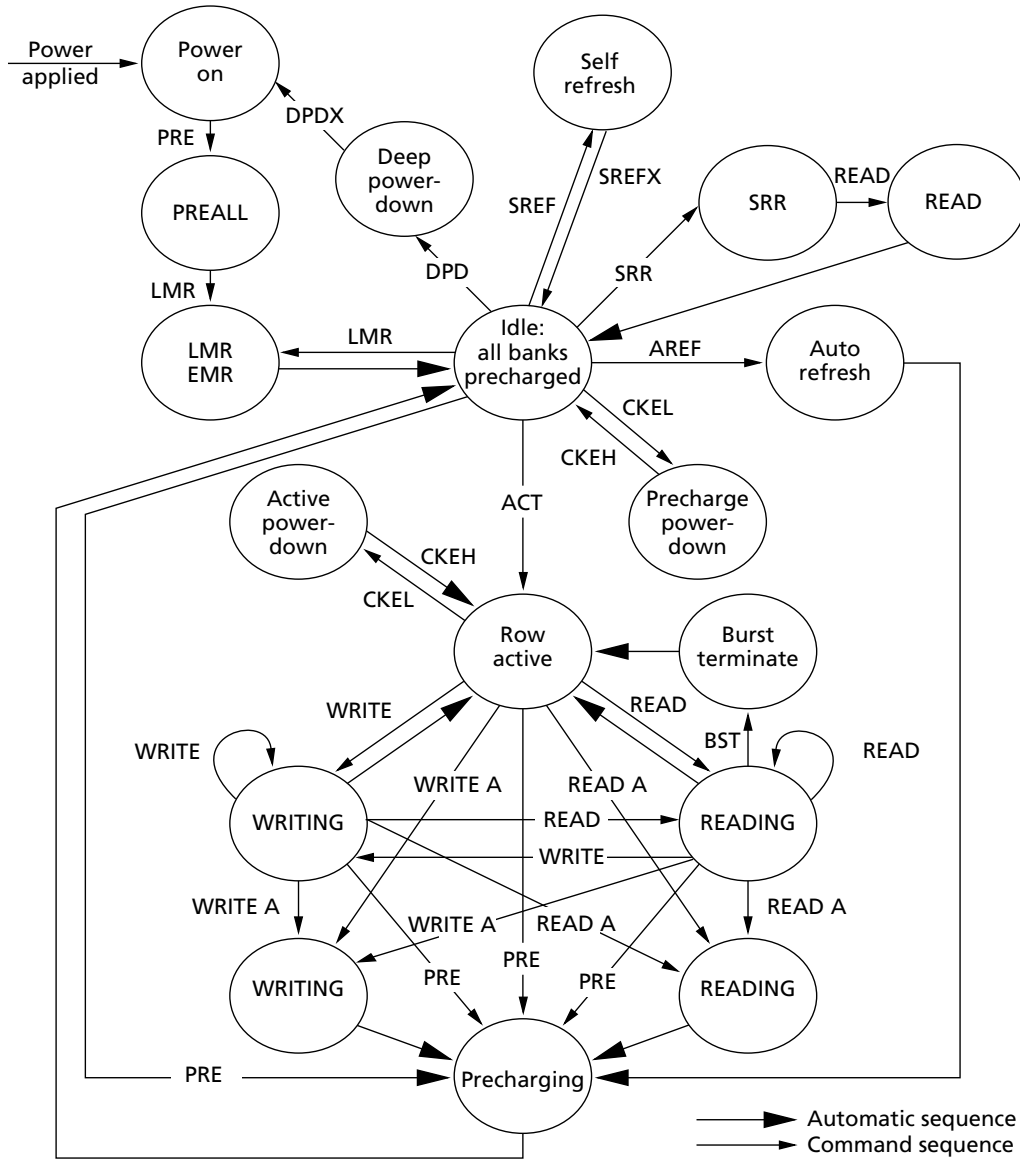 Power
applied
Power
on
Self
refresh
DPDX
PRE
Deep
power-
down
PREALL
SREF
SREFX
SRR
READ
READ
DPD
SRR
LMR
LMR
EMR
LMR
Idle:
all banks
precharged
AREF
Auto
refresh
CKEL
CKEH
Active
power-
down
ACT
Precharge
power-
down
CKEH
CKEL
Row
active
Burst
terminate
WRITE
READ
WRITE
BST
READ
WRITE A
READ A
WRITING
READ
READING
WRITE
WRITE A
READ A
WRITE A
READ A
PRE
PRE
PRE
WRITING
READING
PRE
Precharging
Automatic sequence
Command sequence